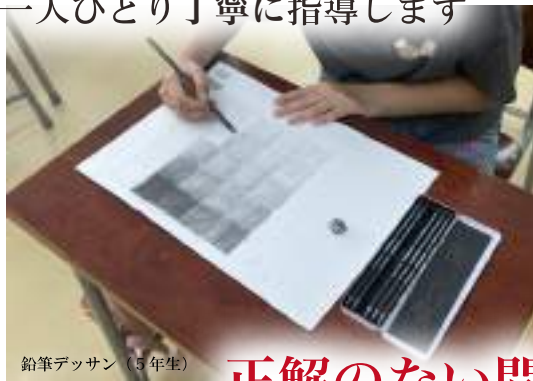 一人ひとり丁寧に指導します
鉛筆デッサン（５年生）
正解のない問